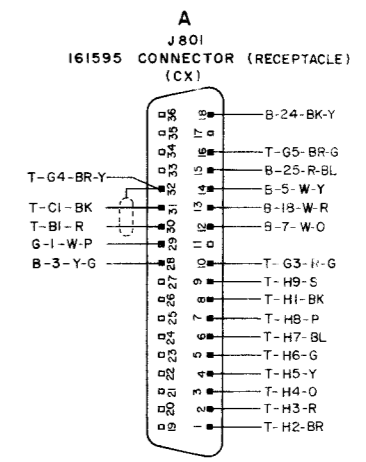 A
J801
161595 CONNECTOR (RECEPTACLE)
(CX)
36 18 B-24-BK-Y
35 17
34 16 T-G5-BR-G
33 15 B-25-R-BL
T-G4-BR-Y 32 14 B-5-W-Y
T-C1-BK 31 13 B-18-W-R
T-B1-R 30 12 B-7-W-O
G-1-W-P 29 11
B-3-Y-G 28 10 T-G3-R-G
27 9 T-H9-S
26 8 T-H1-BK
25 7 T-H8-P
24 6 T-H7-BL
23 5 T-H6-G
22 4 T-H5-Y
21 3 T-H4-O
20 2 T-H3-R
19 1 T-H2-BR